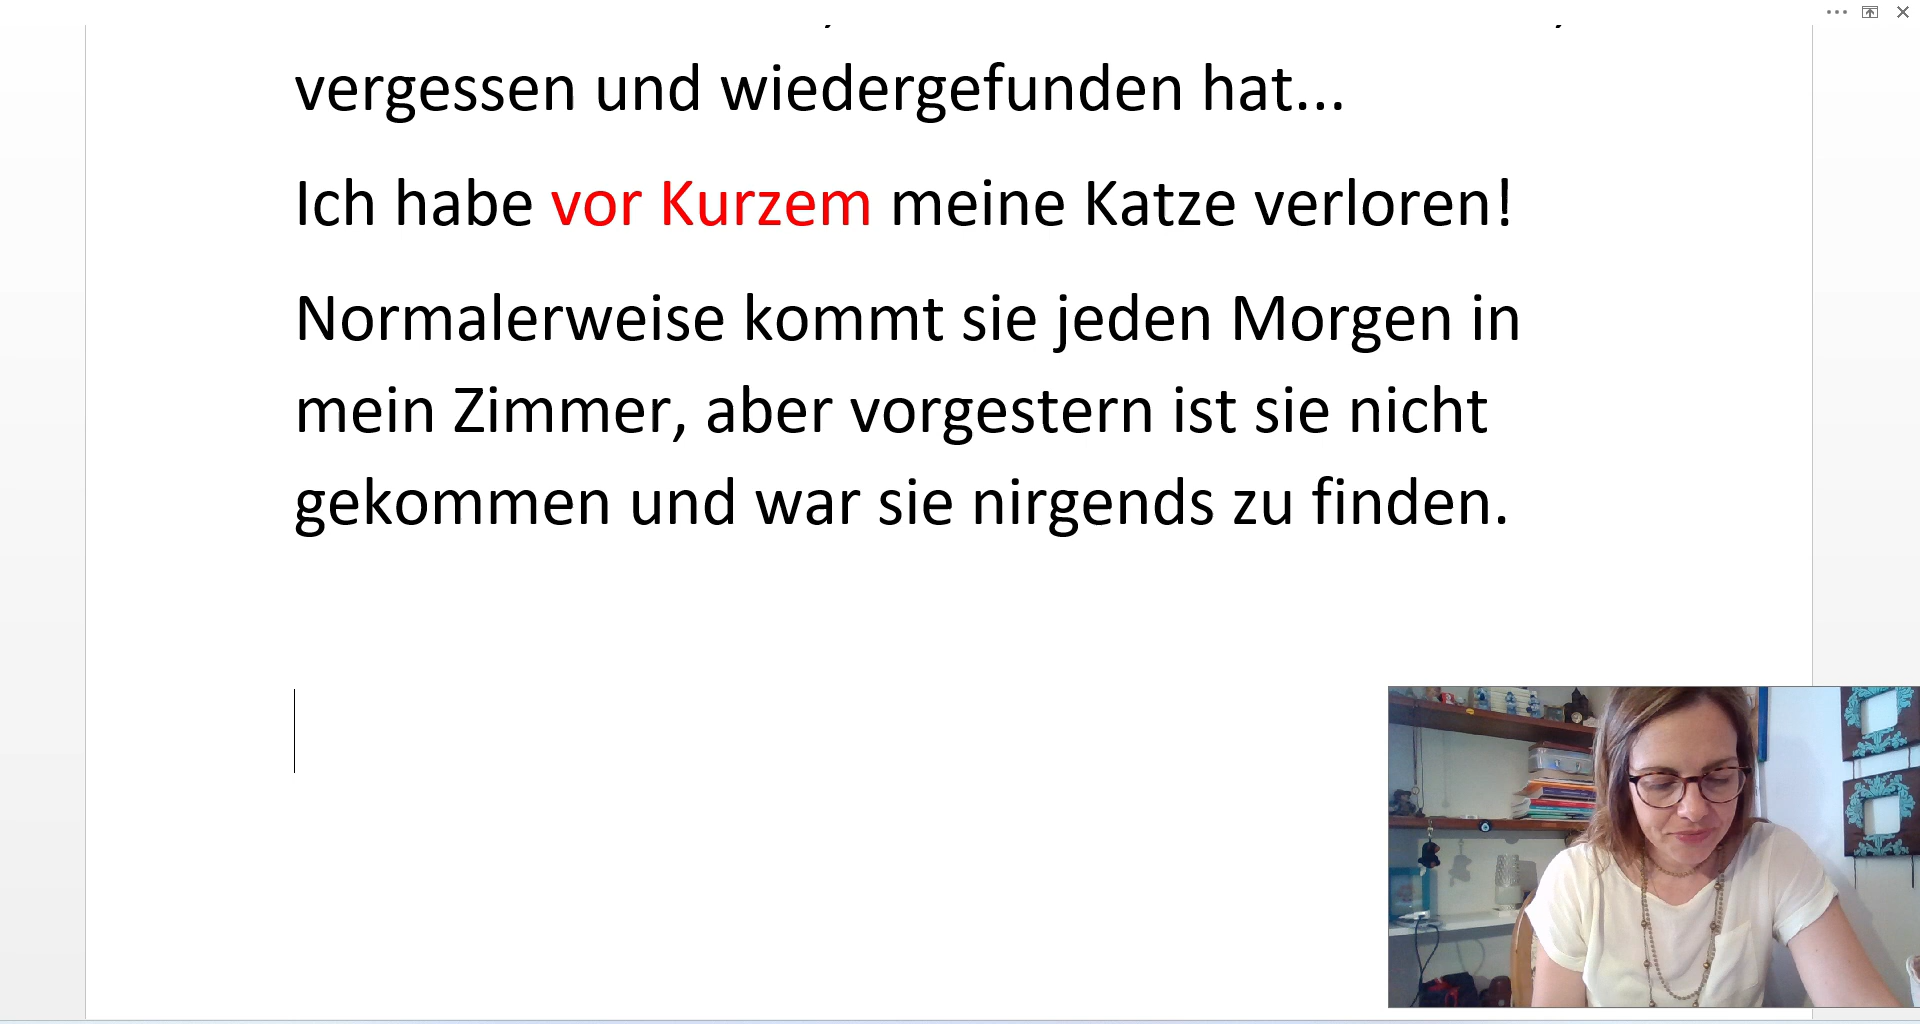 vergessen und wiedergefunden hat...
Ich habe vor Kurzem meine Katze verloren!
Normalerweise kommt sie jeden Morgen in
mein Zimmer, aber vorgestern ist sie nicht
gekommen und war sie nirgends zu finden.